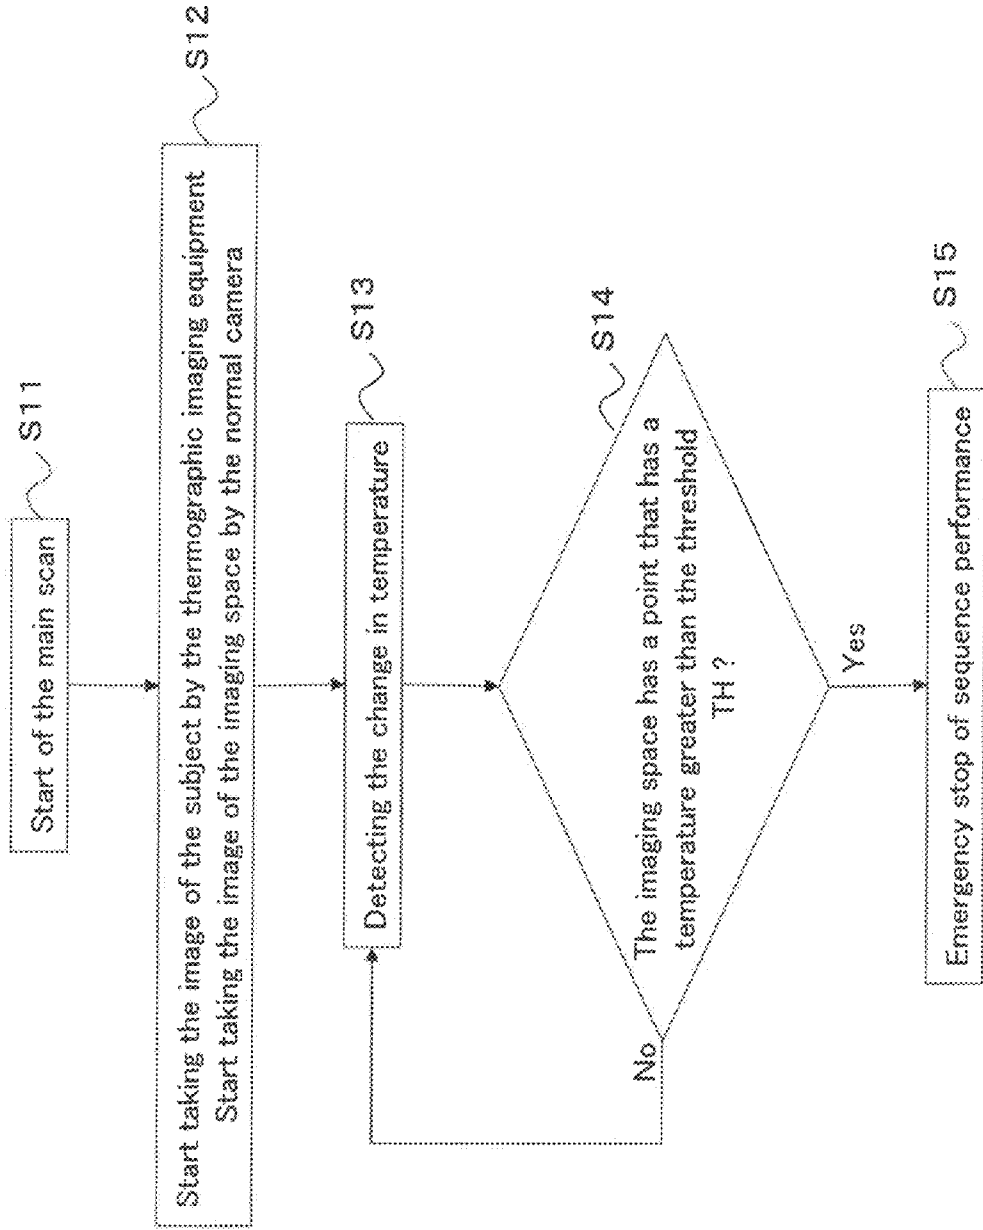 Start of the main scan
S11
Start taking the image of the subject by the thermographic imaging equipment
Start taking the image of the imaging space by the normal camera
S12
Detecting the change in temperature
S13
The imaging space has a point that has a
temperature greater than the threshold
TH ?
S14
No
Yes
Emergency stop of sequence performance
S15